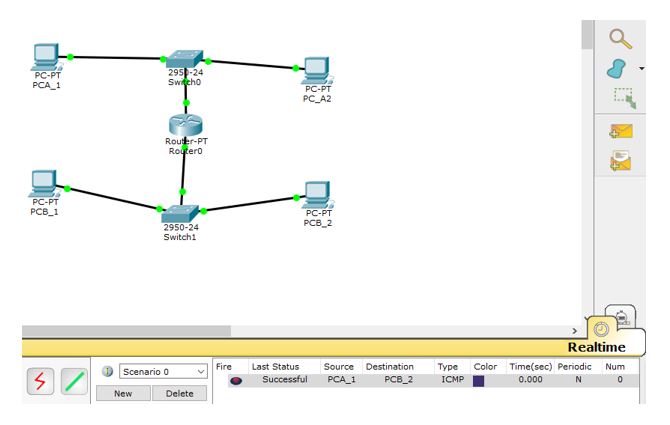 PC-PT
PCA_1
2950-24
Switch0
PC-PT
PC_A2
Router-PT
Router0
PC-PT
PCB_1
2950-24
Switch1
PC-PT
PCB_2
Realtime
Scenario 0
New Delete
Fire Last Status Source Destination Type Color Time(sec) Periodic Num
Successful PCA_1 PCB_2 ICMP 0.000 N 0